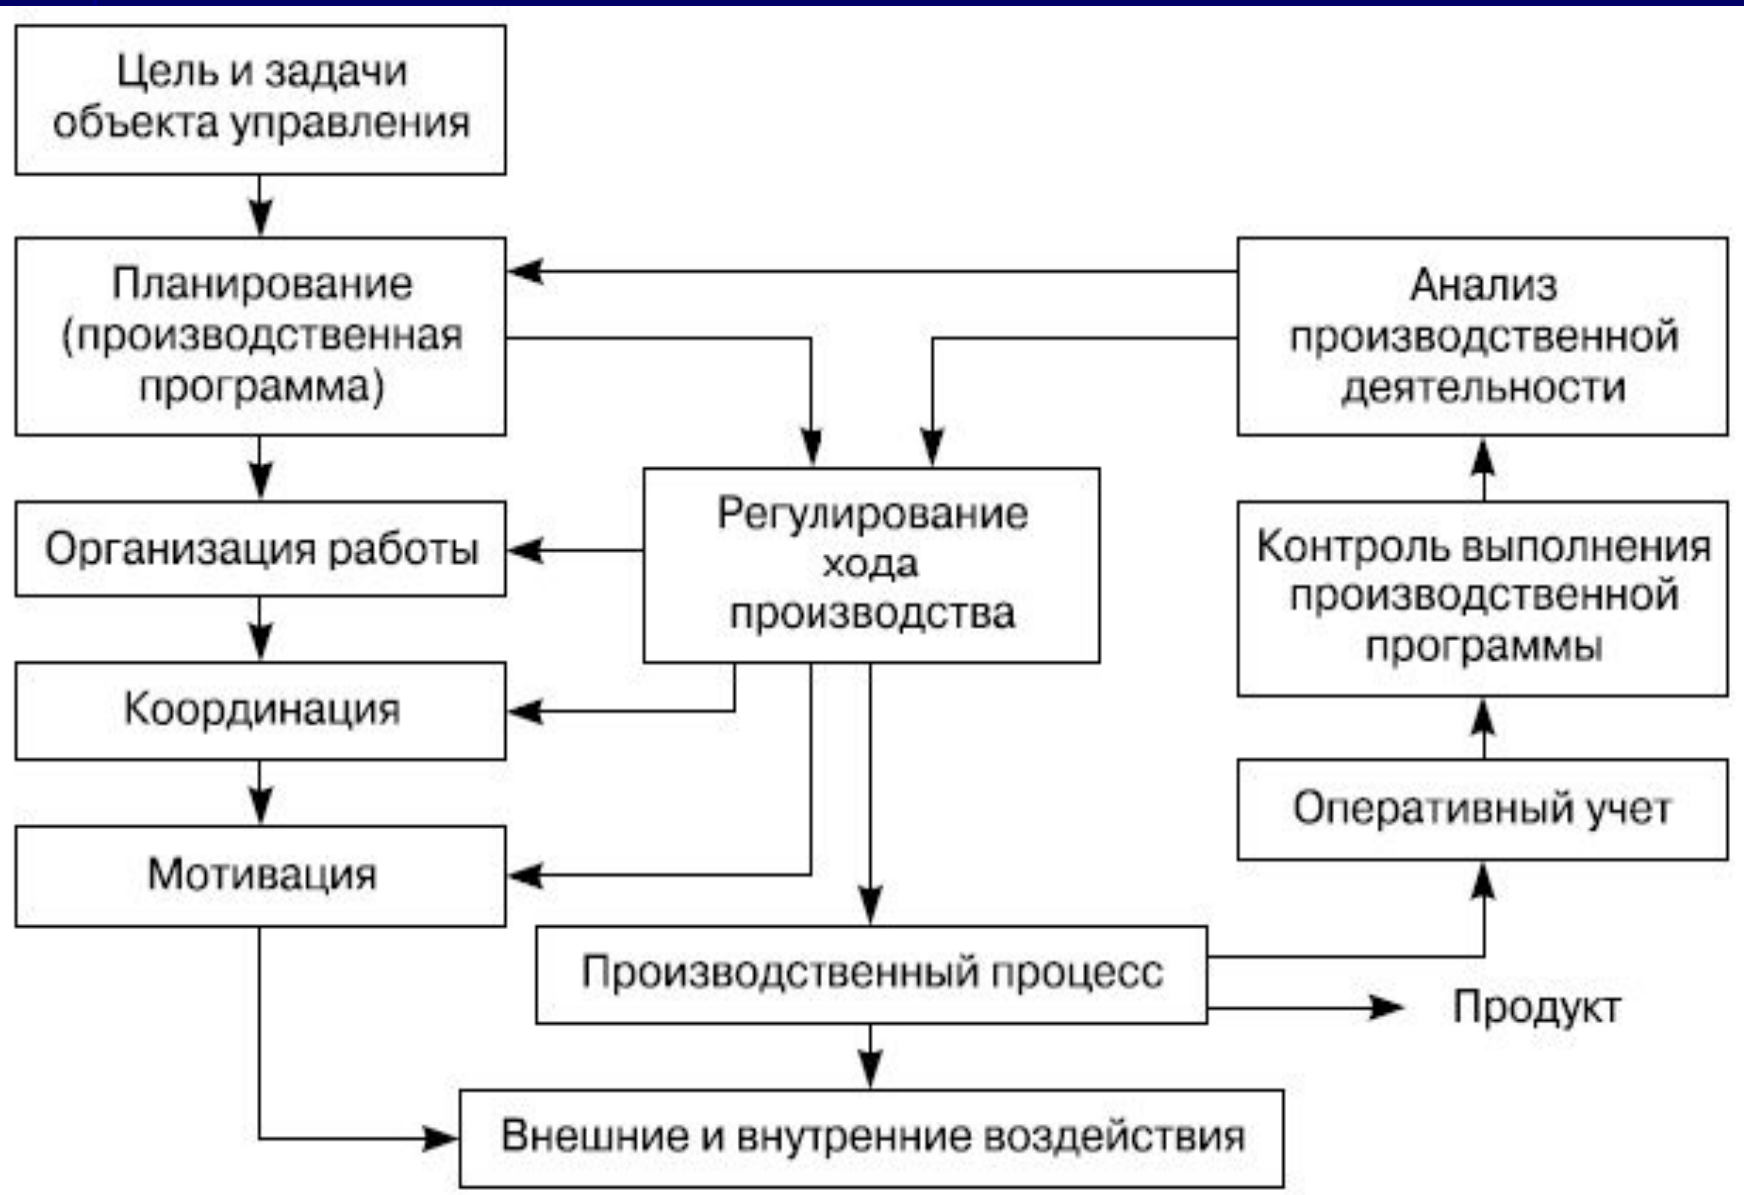 Цель и задачи
объекта управления
Планирование
(производственная
программа)
Анализ
производственной
деятельности
Регулирование
хода
производства
Организация работы
Контроль выполнения
производственной
программы
Координация
Оперативный учет
Мотивация
Производственный процесс
Продукт
Внешние и внутренние воздействия